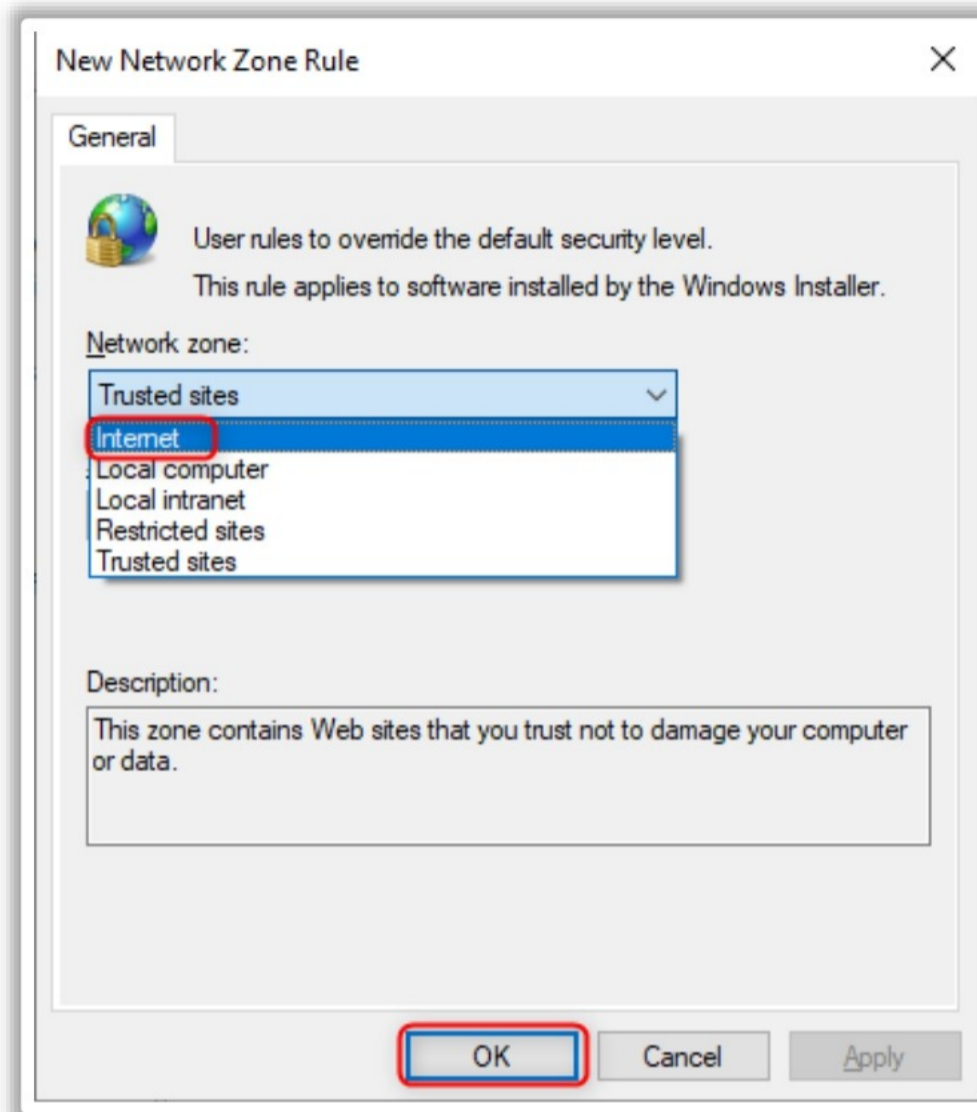 New Network Zone Rule
General
User rules to override the default security level.
This rule applies to software installed by the Windows Installer.
Network zone:
Trusted sites
Internet
Local computer
Local intranet
Restricted sites
Trusted sites
Description:
This zone contains Web sites that you trust not to damage your computer
or data.
OK
Cancel
Apply